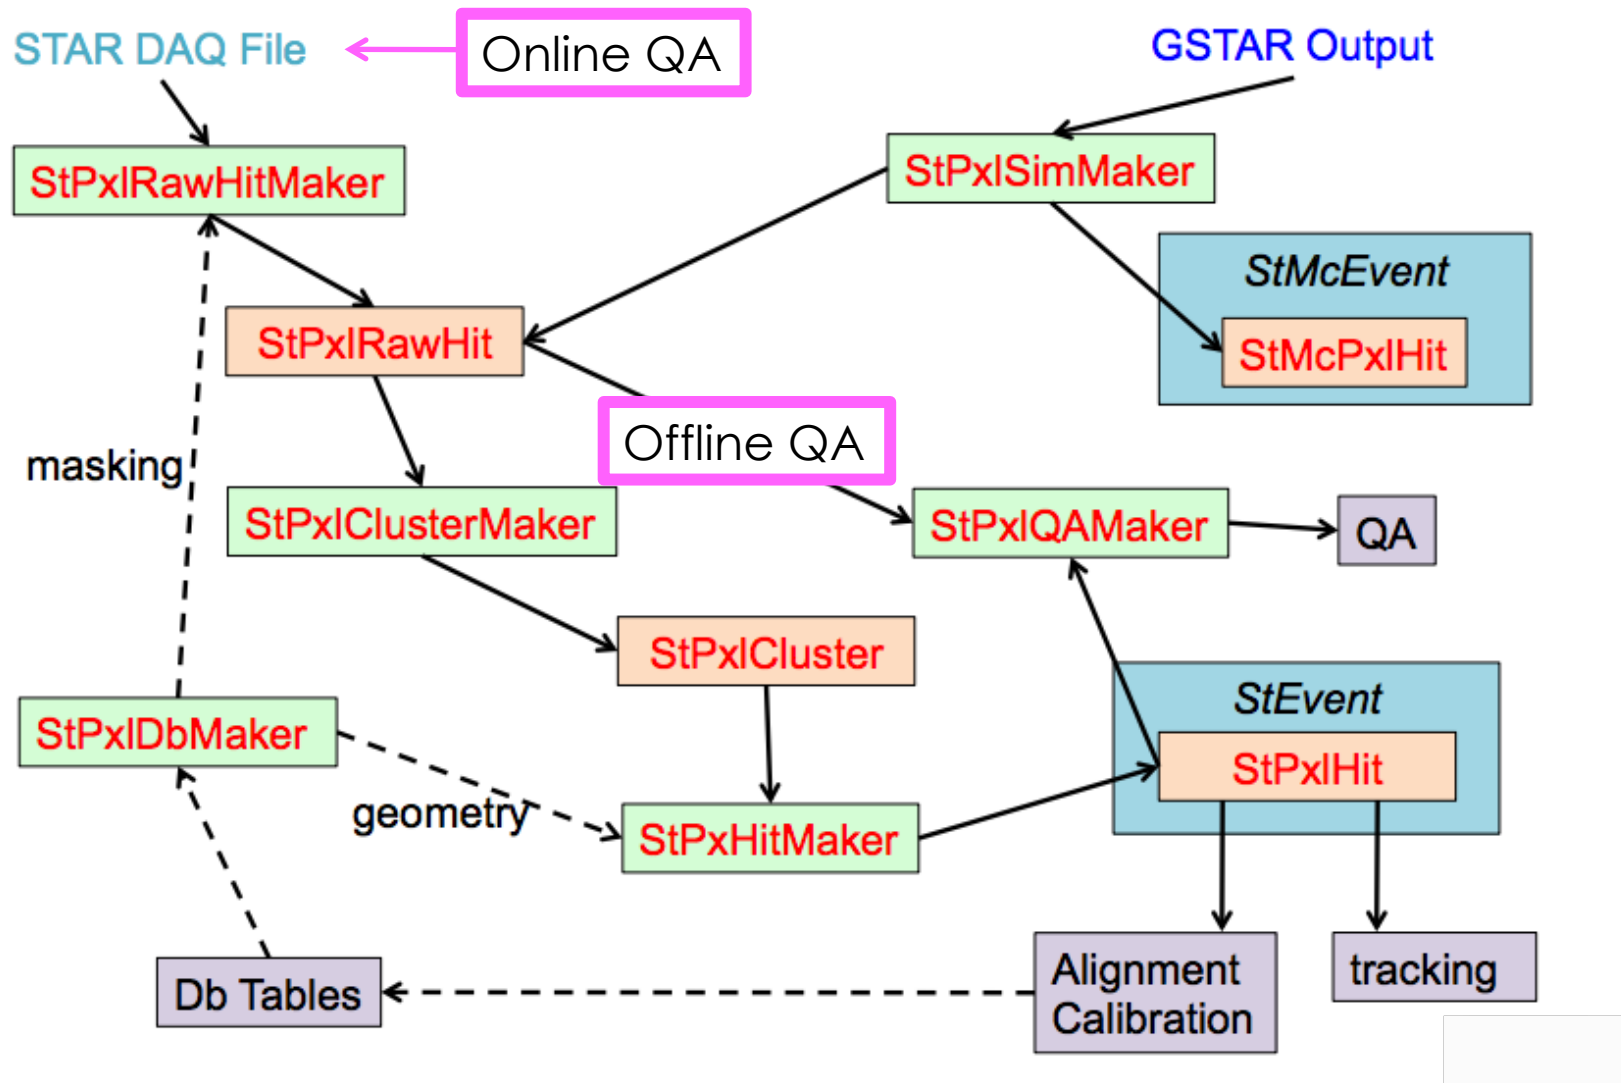 STAR DAQ File
Online QA
GSTAR Output
StPxlRawHitMaker
StPxlSimMaker
StMcEvent
StPxlRawHit
StMcPxlHit
Offline QA
masking
StPxlClusterMaker
StPxlQAMaker
QA
StPxlCluster
StEvent
StPxlDbMaker
StPxlHit
geometry
StPxHitMaker
Alignment
Calibration
tracking
Db Tables